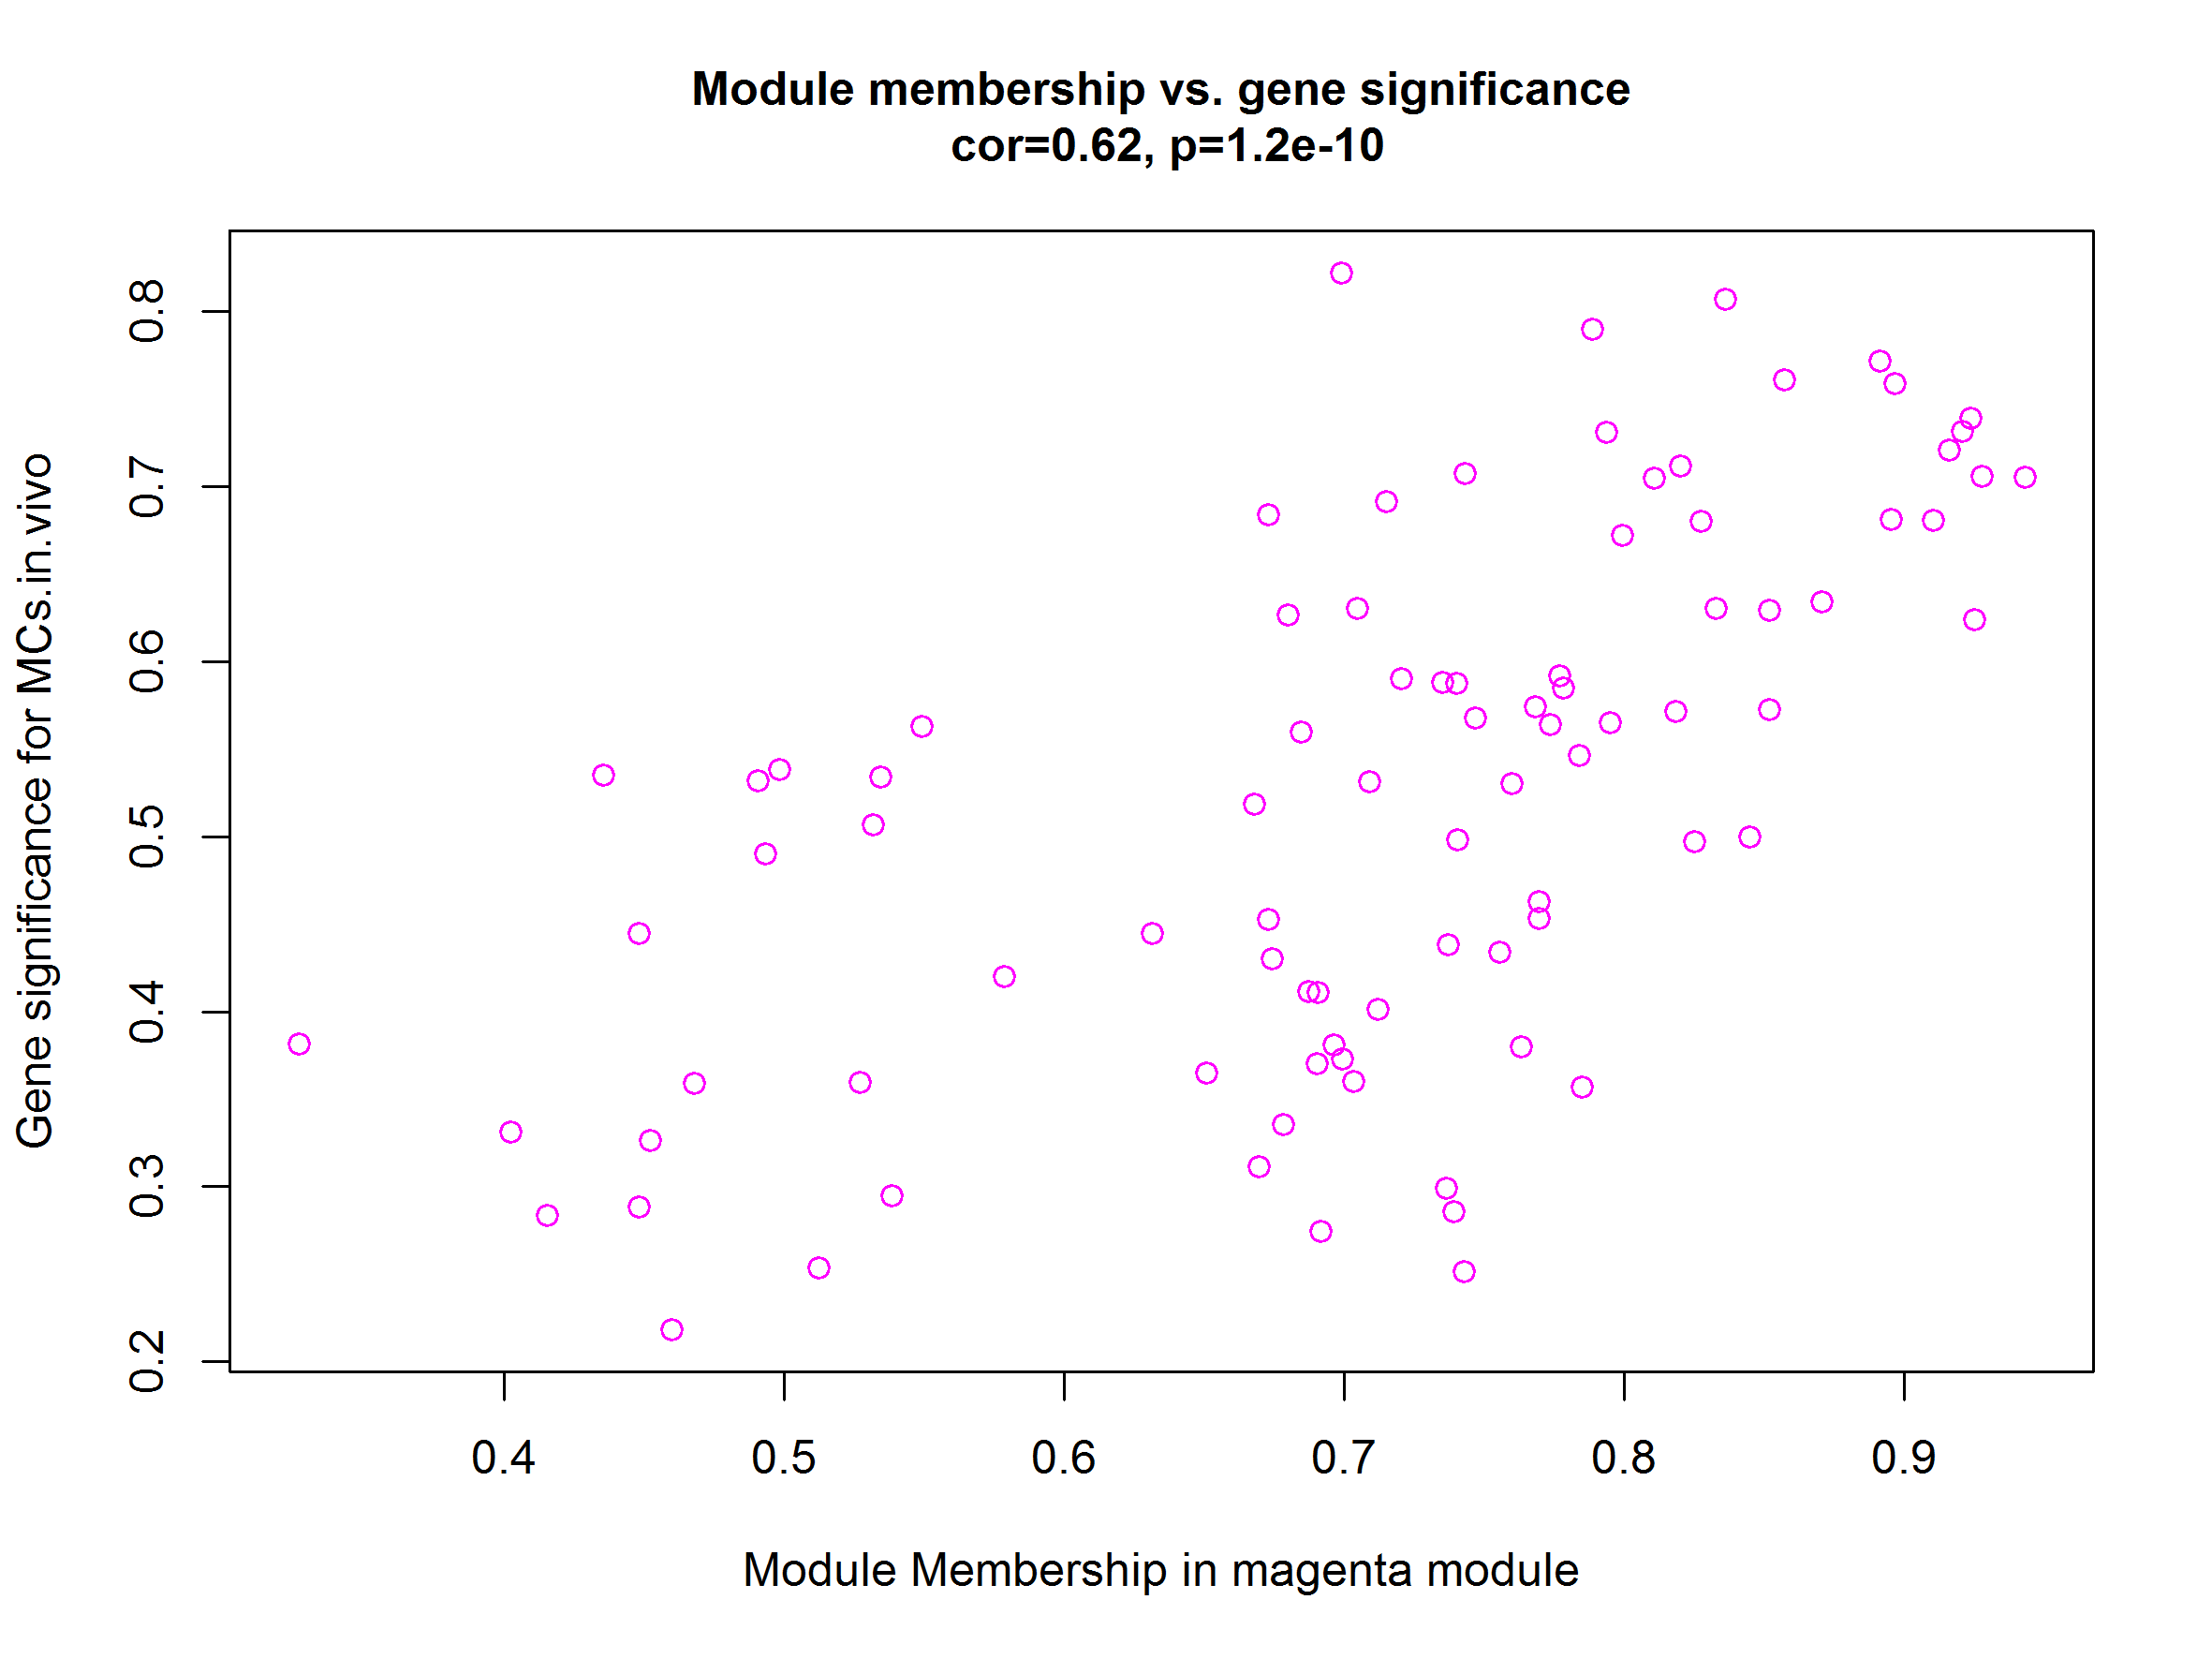 Module membership vs. gene significance
cor=0.62, p=1.2e-10
Gene significance for MCs.in.vivo
0.8
0.7
0.6
0.5
0.4
0.3
0.2
0.4 0.5 0.6 0.7 0.8 0.9
Module Membership in magenta module